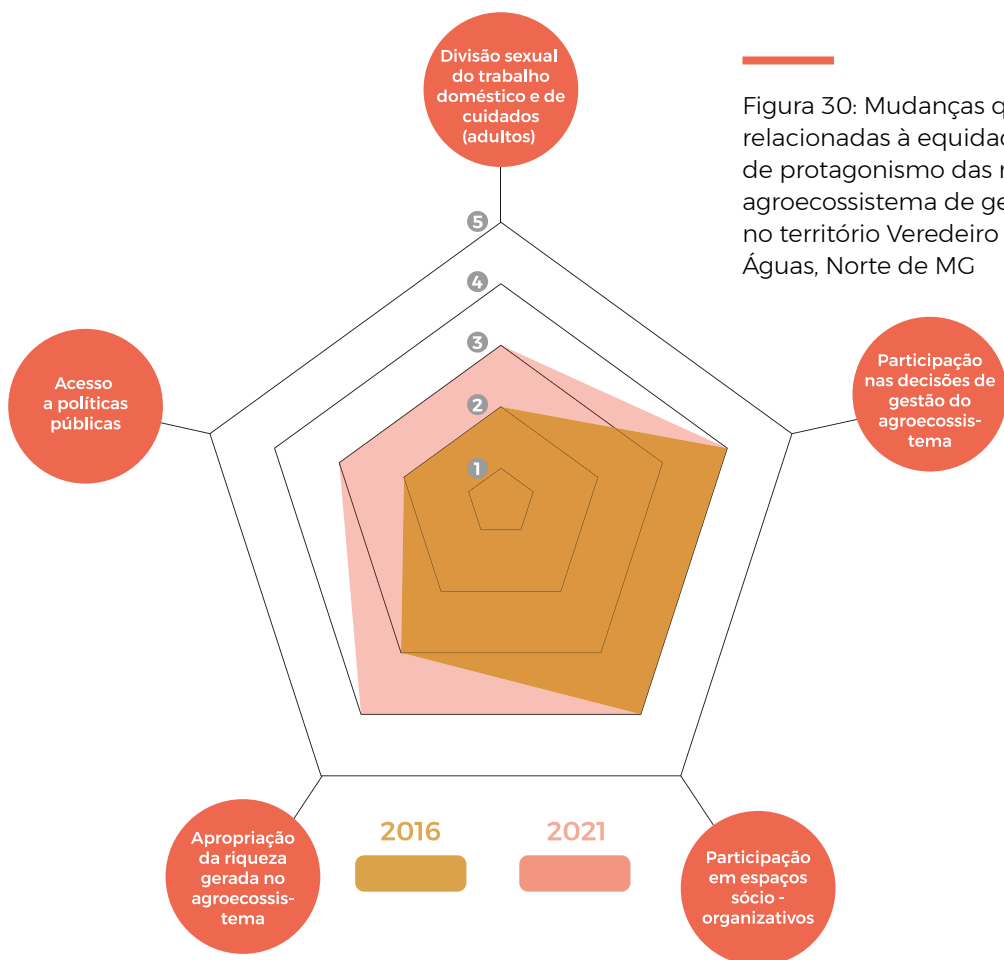 Divisão sexual
do trabalho
doméstico e de
cuidados
(adultos)
Figura 30: Mudanças
relacionadas à
de protagonismo das
agroecossistema de
no território Veredeiro
Águas, Norte de MG
5
4
3
2
1
Acesso
a políticas
públicas
Participação
nas decisões de
gestão do
agroecossis-
tema
Apropriação
da riqueza
gerada no
agroecossis-
tema
2016
2021
Participação
em espaços
sócio -
organizativos